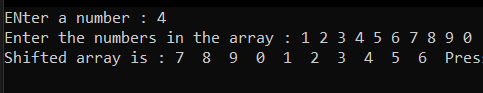 ENter a number : 4
Enter the numbers in the array : 1 2 3 4 5 6 7 8 9 0
Shifted array is : 7  8  9  0  1  2  3  4  5  6  Pres